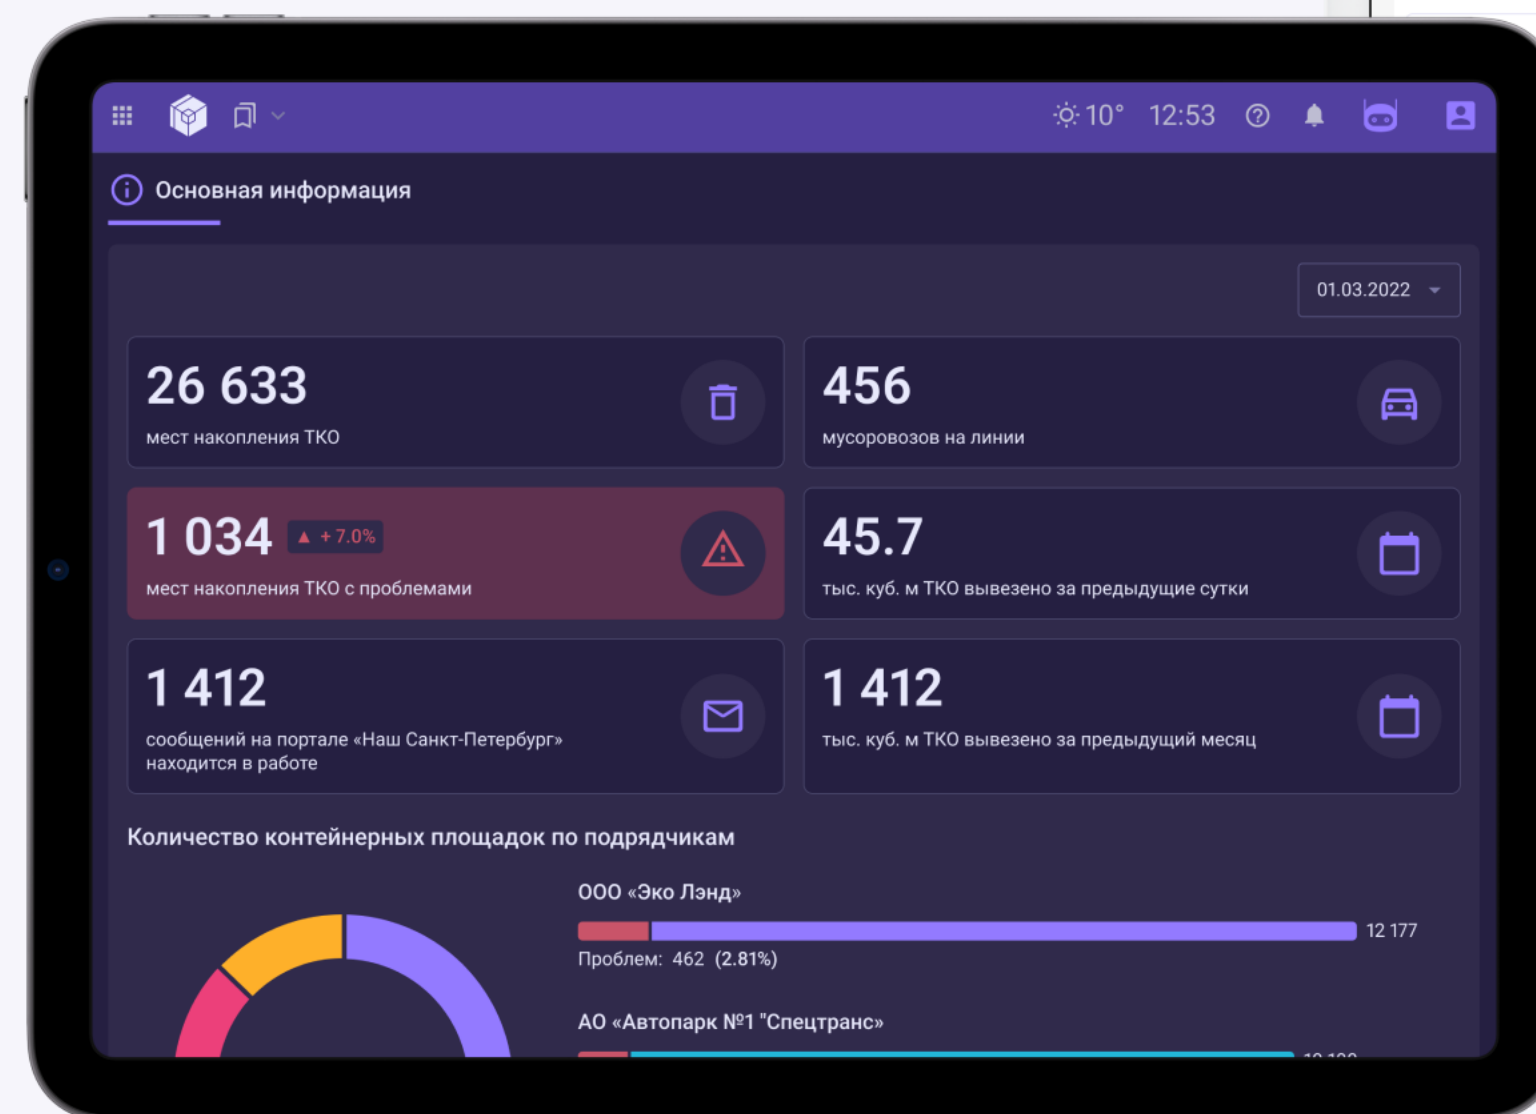 10° 12:53
Основная информация
01.03.2022
26 633
мест накопления ТКО
456
мусоровозов на линии
1 034 ▲ + 7.0%
мест накопления ТКО с проблемами
45.7
тыс. куб. м ТКО вывезено за предыдущие сутки
1 412
сообщений на портале «Наш Санкт-Петербург»
находится в работе
1 412
тыс. куб. м ТКО вывезено за предыдущий месяц
Количество контейнерных площадок по подрядчикам
ООО «Эко Лэнд»
12 177
Проблем: 462 (2.81%)
АО «Автопарк №1 "Спецтранс»